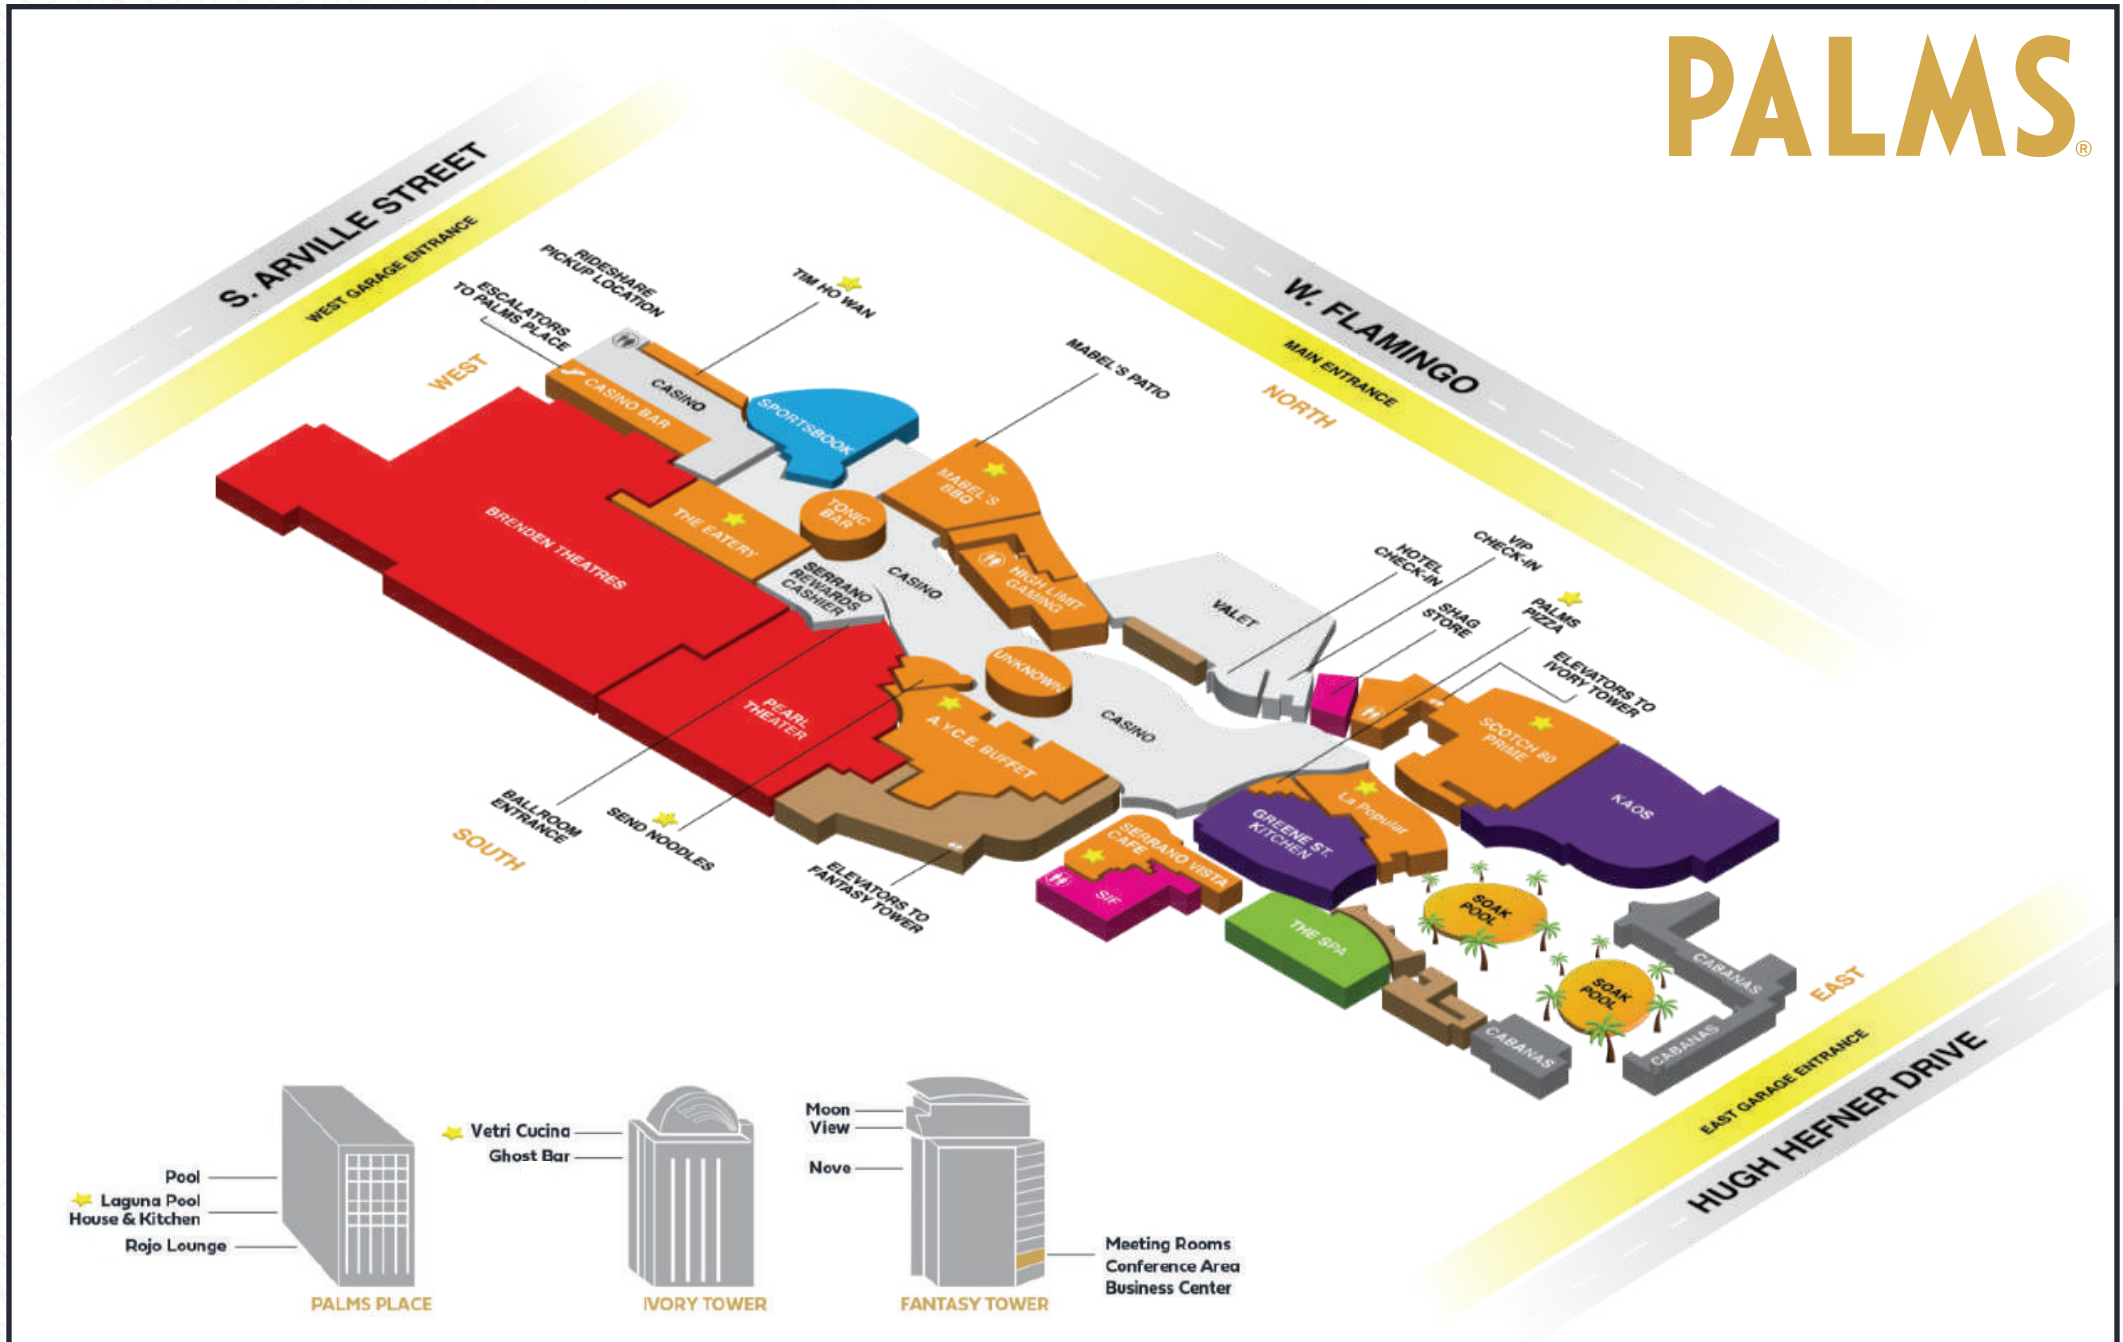 PALMS®
S. ARVILLE STREET
WEST GARAGE ENTRANCE
W. FLAMINGO
MAIN ENTRANCE
NORTH
WEST
RIDESHARE
PICKUP LOCATION
ESCALATORS
TO PALMS PLACE
TIM HO WAN
MABEL'S PATIO
CASINO
CASINO BAR
SPORTSBOOK
MABEL'S
BBQ
TONIC
BAR
THE EATERY
BRENDEN THEATRES
SERRANO
REWARDS
CASHIER
CASINO
HIGH LIMIT
GAMING
VALET
HOTEL
CHECK-IN
VIP
CHECK-IN
SHAG
STORE
PALMS
PIZZA
ELEVATORS TO
IVORY TOWER
UNKNOWN
PEARL
THEATER
A.Y.C.E. BUFFET
CASINO
SCOTCH 80
PRIME
KAOS
La Popular
GREENE ST.
KITCHEN
SERRANO VISTA
CAFE
SIF
THE SPA
SOAK
POOL
SOAK
POOL
CABANAS
CABANAS
CABANAS
BALLROOM
ENTRANCE
SEND NOODLES
ELEVATORS TO
FANTASY TOWER
SOUTH
EAST
EAST GARAGE ENTRANCE
HUGH HEFNER DRIVE
Pool
Laguna Pool
House & Kitchen
Rojo Lounge
PALMS PLACE
Vetri Cucina
Ghost Bar
IVORY TOWER
Moon
View
Nove
Meeting Rooms
Conference Area
Business Center
FANTASY TOWER